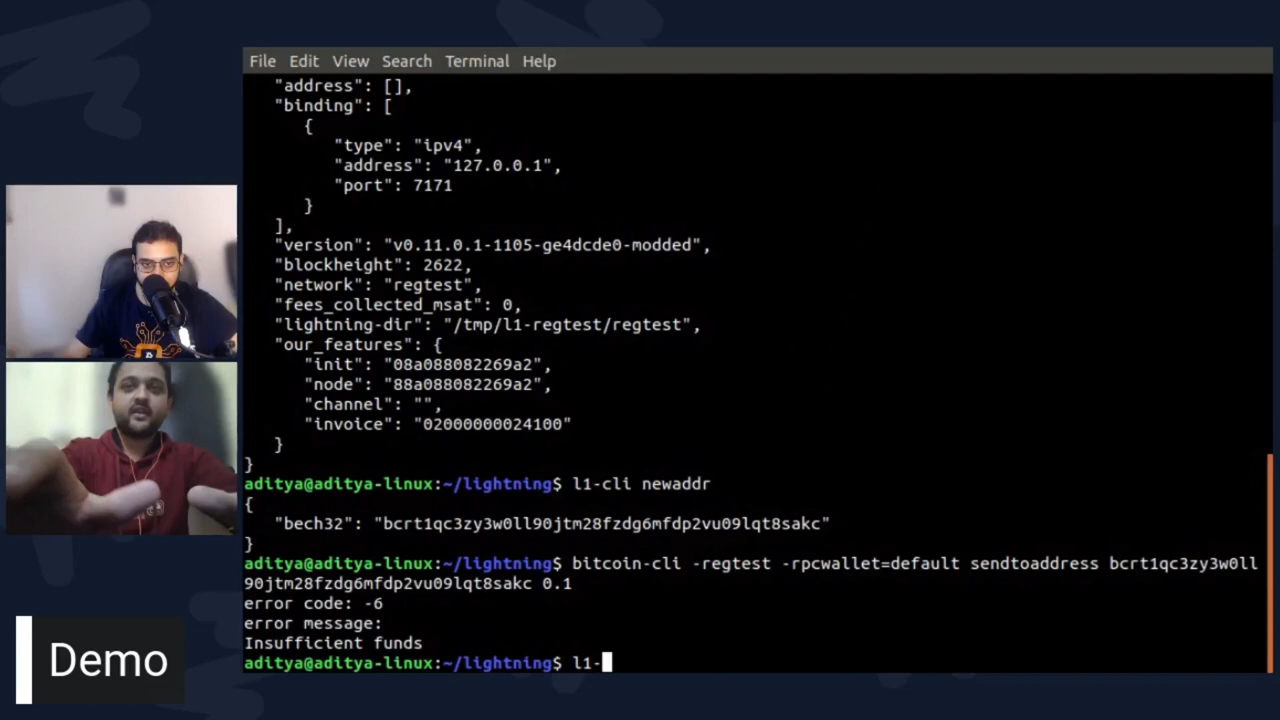 File Edit View Search Terminal Help
"address": [],
"binding": [
{
"type": "ipv4",
"address": "127.0.0.1",
"port": 7171
}
],
"version": "v0.11.0.1-1105-ge4dcde0-modded",
"blockheight": 2622,
"network": "regtest",
"fees_collected_msat": 0,
"lightning-dir": "/tmp/l1-regtest/regtest",
"our_features": {
"init": "08a088082269a2",
"node": "88a088082269a2",
"channel": "",
"invoice": "02000000024100"
}
}
aditya@aditya-linux:~/lightning$ l1-cli newaddr
{
"bech32": "bcrt1qc3zy3w0ll90jtm28fzdg6mfdp2vu09lqt8sakc"
}
aditya@aditya-linux:~/lightning$ bitcoin-cli -regtest -rpcwallet=default sendtoaddress bcrt1qc3zy3w0ll
90jtm28fzdg6mfdp2vu09lqt8sakc 0.1
error code: -6
error message:
Insufficient funds
aditya@aditya-linux:~/lightning$ l1-
Demo